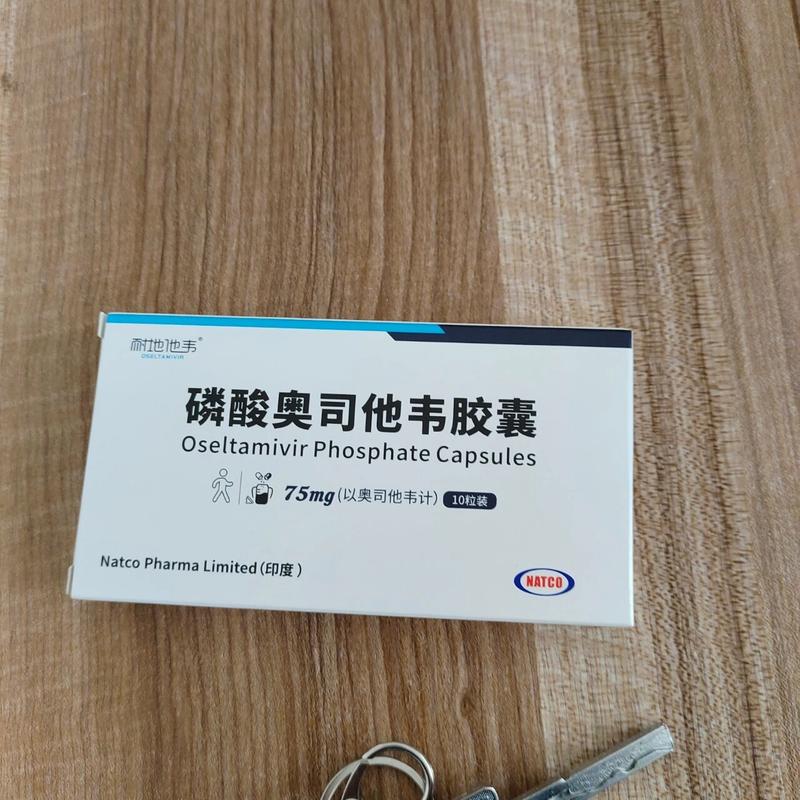 耐地他韦®
OSELTAMIVIR
磷酸奥司他韦胶囊
Oseltamivir Phosphate Capsules
75mg(以奥司他韦计) 10粒装
Natco Pharma Limited(印度)
NATCO